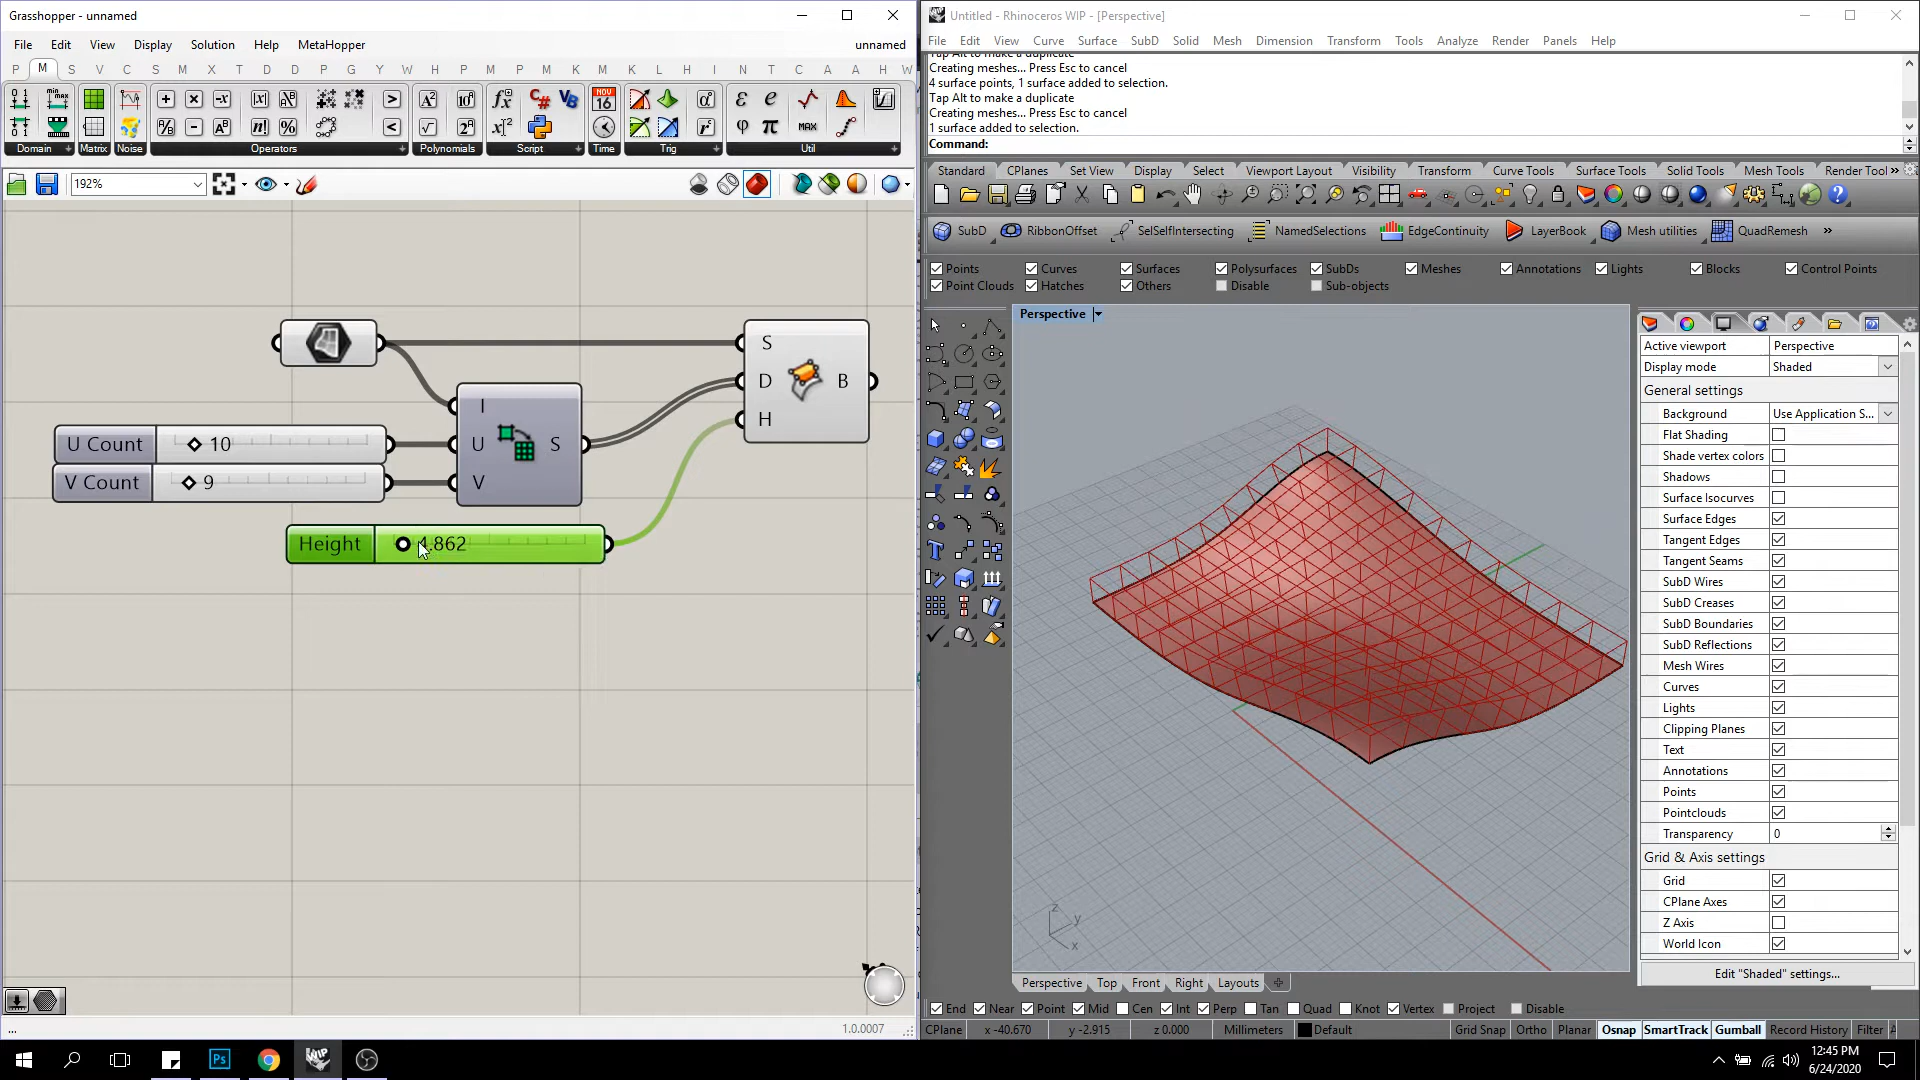 Grasshopper - unnamed
File Edit View Display Solution Help MetaHopper unnamed
P M S V C S M X T D D P G Y W H P M S P M K M K L H I N T V S A A H W
Domain Matrix Noise Operators Polynomials Script Time Trig Util
192%
S
D B
H
I
U S
V
U Count 10
V Count 9
Height 4.862
...
1.0.0007
Untitled - Rhinoceros WIP - [Perspective]
File Edit View Curve Surface SubD Solid Mesh Dimension Transform Tools Analyze Render Panels Help
Tap Alt to make a duplicate
Creating meshes... Press Esc to cancel
4 surface points, 1 surface added to selection.
Tap Alt to make a duplicate
Creating meshes... Press Esc to cancel
1 surface added to selection.
Command:
Standard CPlanes Set View Display Select Viewport Layout Visibility Transform Curve Tools Surface Tools Solid Tools Mesh Tools Render Tool »
SubD RibbonOffset SelSelfIntersecting NamedSelections EdgeContinuity LayerBook Mesh utilities QuadRemesh »
Points Curves Surfaces Polysurfaces SubDs Meshes Annotations Lights Blocks Control Points
Point Clouds Hatches Others Disable Sub-objects
Perspective
z
y
x
Active viewport Perspective
Display mode Shaded
General settings
Background Use Application S...
Flat Shading
Shade vertex colors
Shadows
Surface Isocurves
Surface Edges
Tangent Edges
Tangent Seams
SubD Wires
SubD Creases
SubD Boundaries
SubD Reflections
Mesh Wires
Curves
Lights
Clipping Planes
Text
Annotations
Points
Pointclouds
Transparency 0
Grid & Axis settings
Grid
CPlane Axes
Z Axis
World Icon
Edit "Shaded" settings...
Perspective Top Front Right Layouts
End Near Point Mid Cen Int Perp Tan Quad Knot Vertex Project Disable
CPlane x -40.670 y -2.915 z 0.000 Millimeters Default Grid Snap Ortho Planar Osnap SmartTrack Gumball Record History Filter A
12:45 PM
6/24/2020